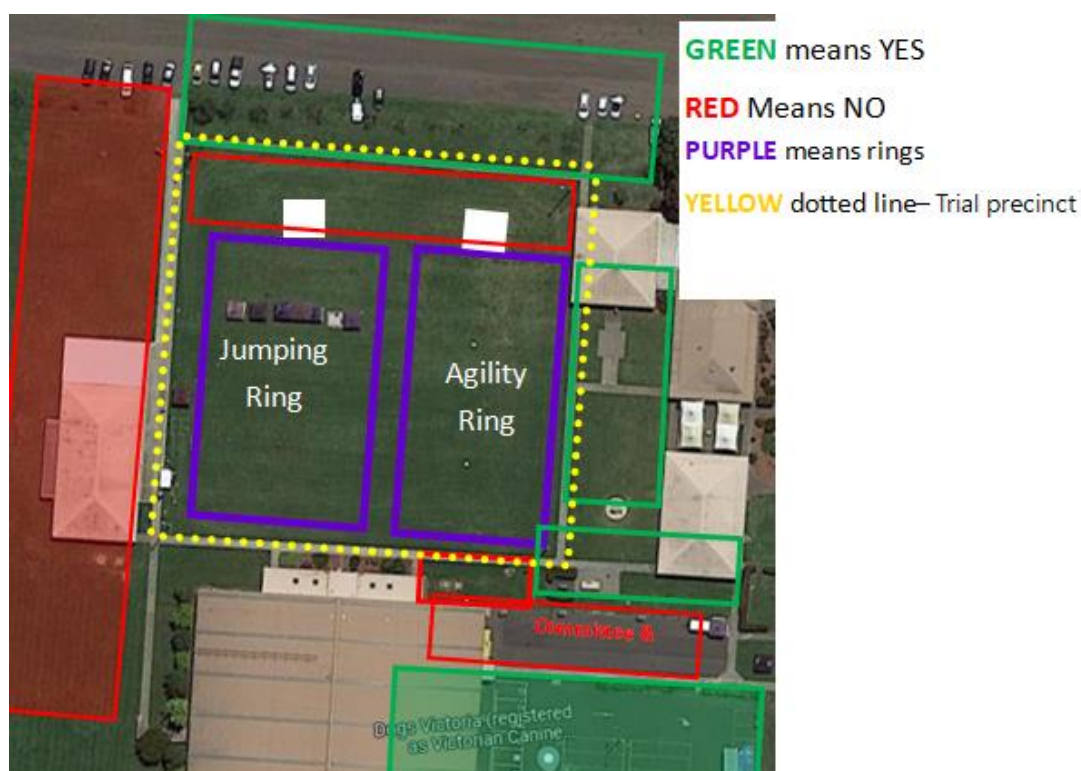 GREEN means YES
RED Means NO
PURPLE means rings
YELLOW dotted line– Trial precinct
Jumping
Ring
Agility
Ring
Dogs Victoria (registered
as Victorian Canine...